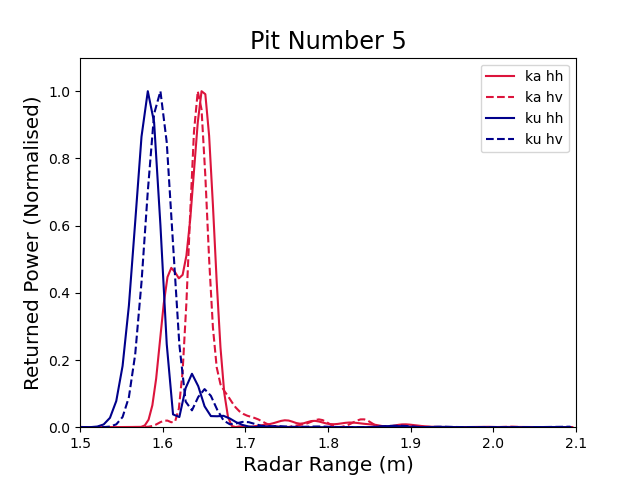 Pit Number 5
ka hh
ka hv
ku hh
ku hv
1.0
0.8
0.6
0.4
0.2
0.0
Returned Power (Normalised)
1.5 1.6 1.7 1.8 1.9 2.0 2.1
Radar Range (m)